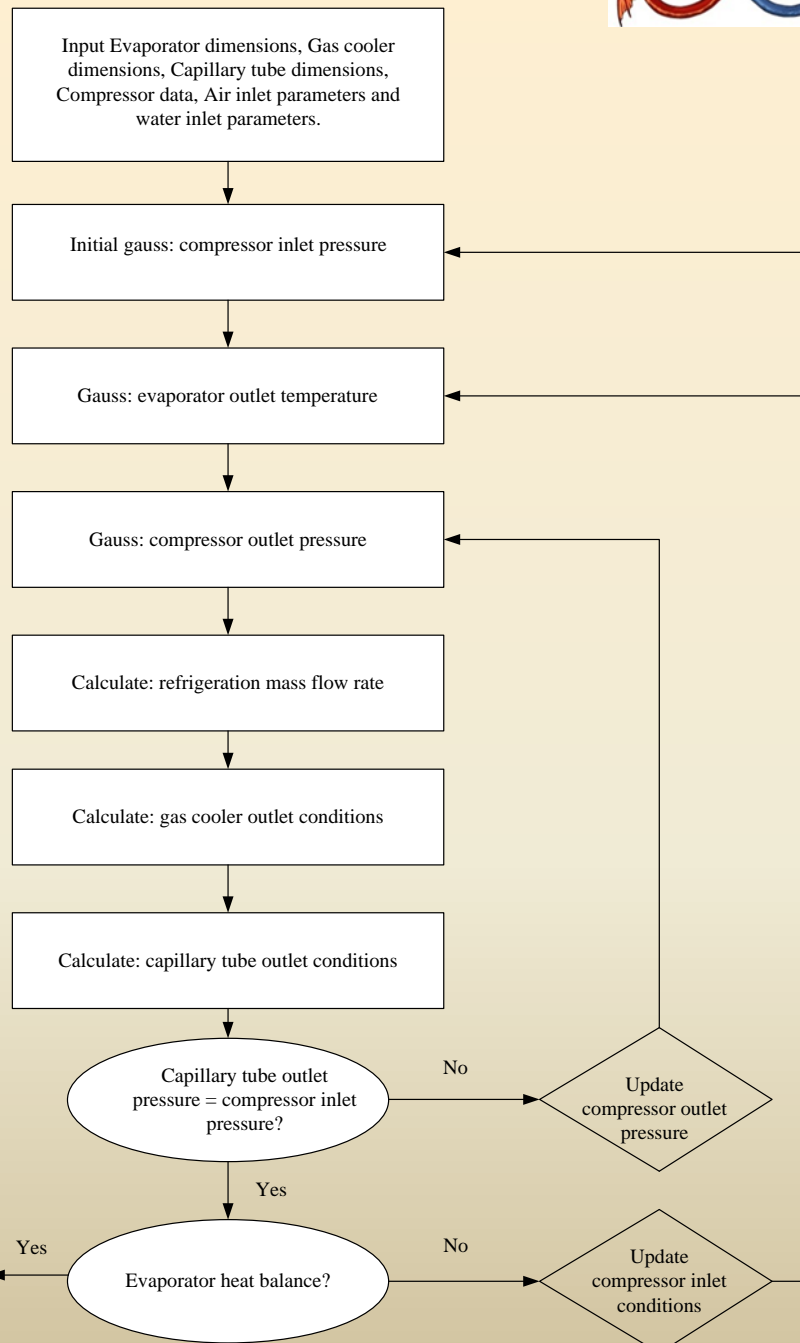 Input Evaporator dimensions, Gas cooler
dimensions, Capillary tube dimensions,
Compressor data, Air inlet parameters and
water inlet parameters.
Initial gauss: compressor inlet pressure
Gauss: evaporator outlet temperature
Gauss: compressor outlet pressure
Calculate: refrigeration mass flow rate
Calculate: gas cooler outlet conditions
Calculate: capillary tube outlet conditions
Capillary tube outlet
pressure = compressor inlet
pressure?
No
Update
compressor outlet
pressure
Yes
Yes
Evaporator heat balance?
No
Update
compressor inlet
conditions